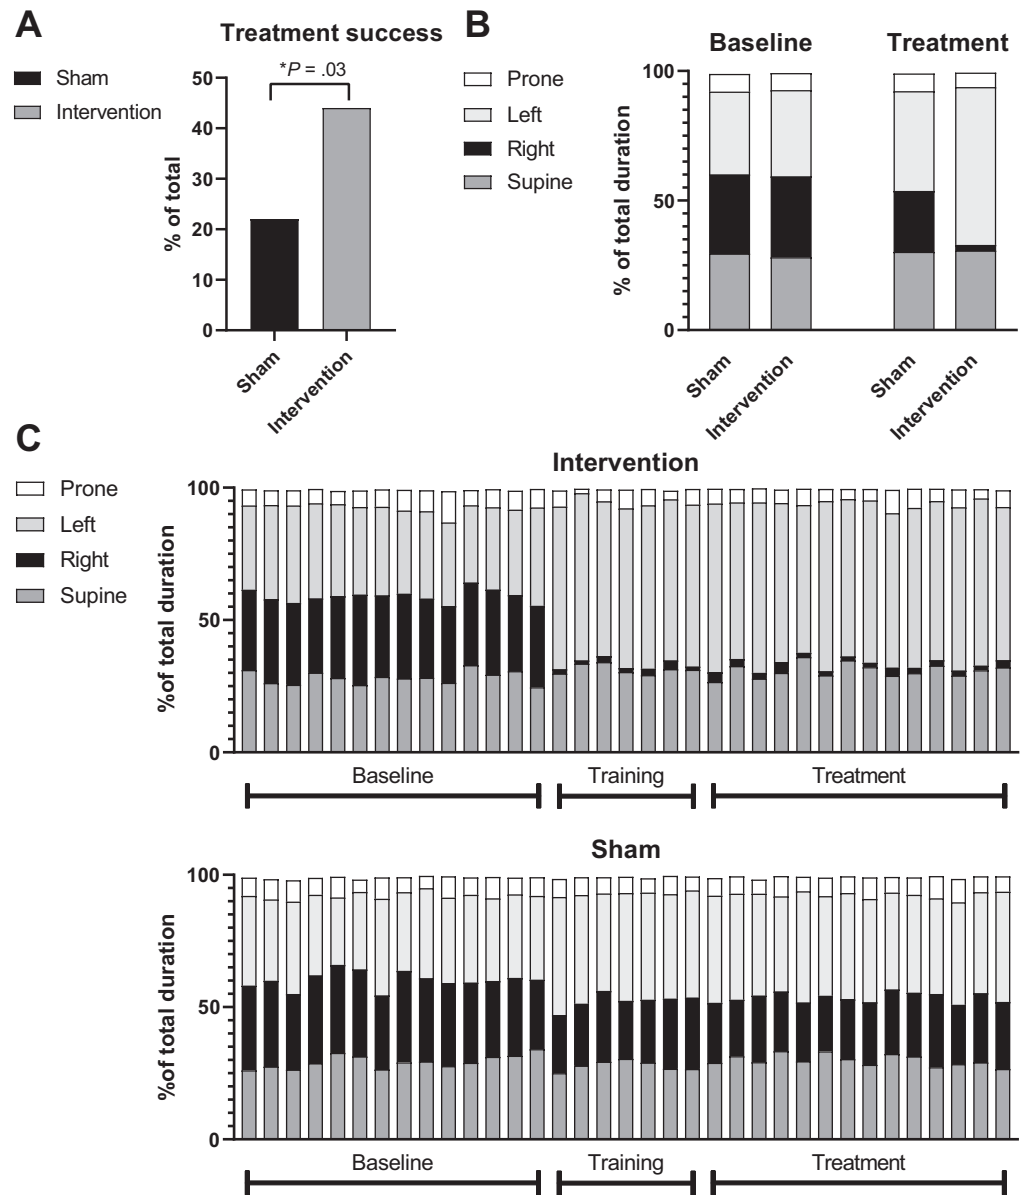 A
Treatment success
Sham
Intervention
*P = .03
% of total
50
40
30
20
10
0
Sham
Intervention
B
Baseline
Treatment
Prone
Left
Right
Supine
% of total duration
100
50
0
Sham
Intervention
Sham
Intervention
C
Intervention
Prone
Left
Right
Supine
%of total duration
100
50
0
Baseline
Training
Treatment
Sham
%of total duration
100
50
0
Baseline
Training
Treatment